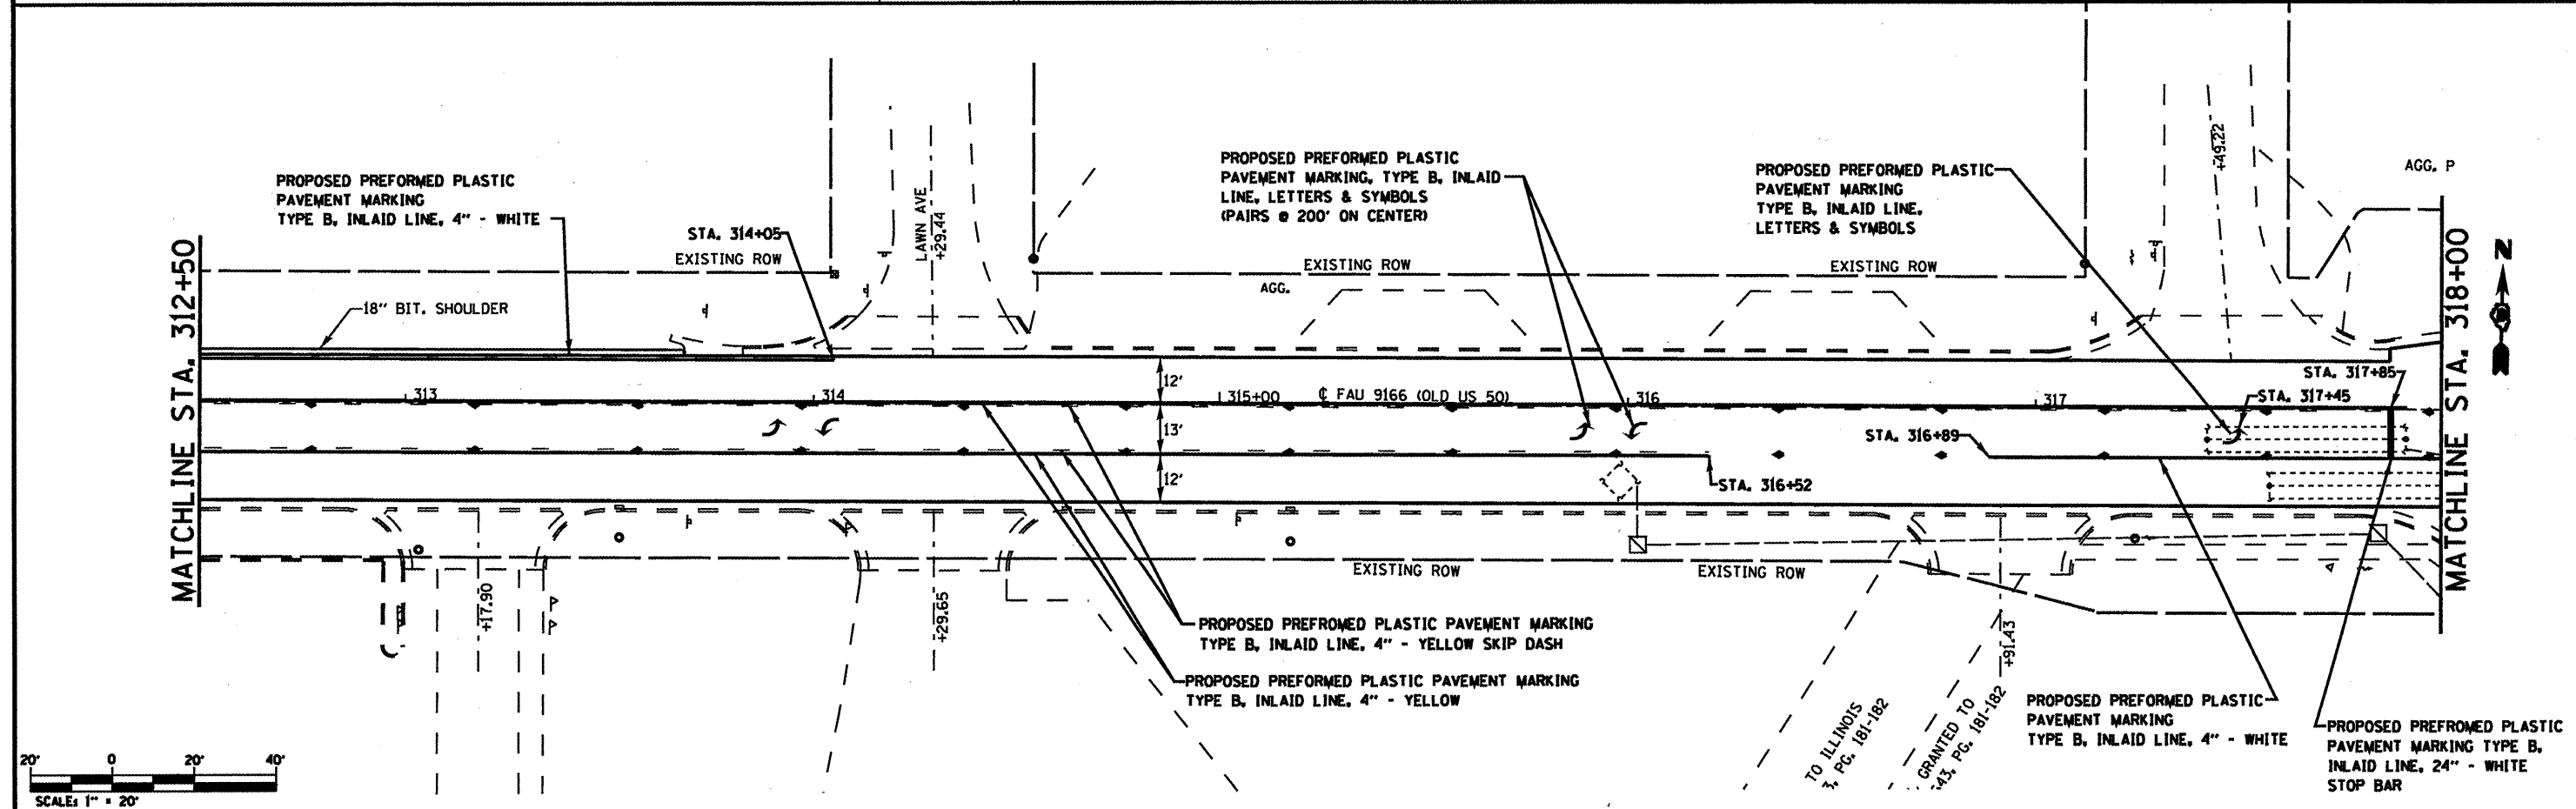 PROPOSED PREFORMED PLASTIC
PAVEMENT MARKING
TYPE B, INLAID LINE, 4" - WHITE
STA. 314+05
EXISTING ROW
18" BIT. SHOULDER
MATCHLINE STA. 312+50
LAWN AVE
+29.44
PROPOSED PREFORMED PLASTIC
PAVEMENT MARKING, TYPE B, INLAID
LINE, LETTERS & SYMBOLS
(PAIRS @ 200' ON CENTER)
EXISTING ROW
AGG.
PROPOSED PREFORMED PLASTIC
PAVEMENT MARKING
TYPE B, INLAID LINE,
LETTERS & SYMBOLS
EXISTING ROW
+49.22
AGG. P
N
MATCHLINE STA. 318+00
STA. 317+85
STA. 317+45
12'
313
314
315+00
℄ FAU 9166 (OLD US 50)
316
317
13'
STA. 316+89
12'
STA. 316+52
EXISTING ROW
EXISTING ROW
+17.90
+29.65
+91.43
PROPOSED PREFROMED PLASTIC PAVEMENT MARKING
TYPE B, INLAID LINE, 4" - YELLOW SKIP DASH
PROPOSED PREFORMED PLASTIC PAVEMENT MARKING
TYPE B, INLAID LINE, 4" - YELLOW
TO ILLINOIS
3, PG. 181-182
GRANTED TO
43, PG. 181-182
PROPOSED PREFORMED PLASTIC
PAVEMENT MARKING
TYPE B, INLAID LINE, 4" - WHITE
PROPOSED PREFROMED PLASTIC
PAVEMENT MARKING TYPE B,
INLAID LINE, 24" - WHITE
STOP BAR
20' 0 20' 40'
SCALE: 1" = 20'